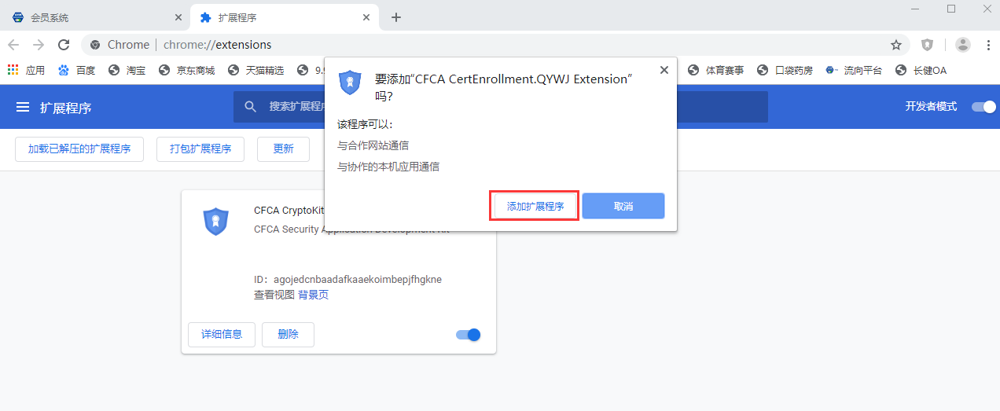 会员系统
扩展程序
Chrome | chrome://extensions
应用 百度 淘宝 京东商城 天猫精选 9.9 体育赛事 口袋药房 流向平台 长健OA
扩展程序
搜索扩展程序
开发者模式
加载已解压的扩展程序 打包扩展程序 更新
要添加“CFCA CertEnrollment.QYWJ Extension”
吗？
该程序可以：
与合作网站通信
与协作的本机应用通信
添加扩展程序 取消
CFCA CryptoKit
CFCA Security Application Development Kit
ID：agojedcnbaadafkaaekoimbepjfhgkne
查看视图 背景页
详细信息 删除